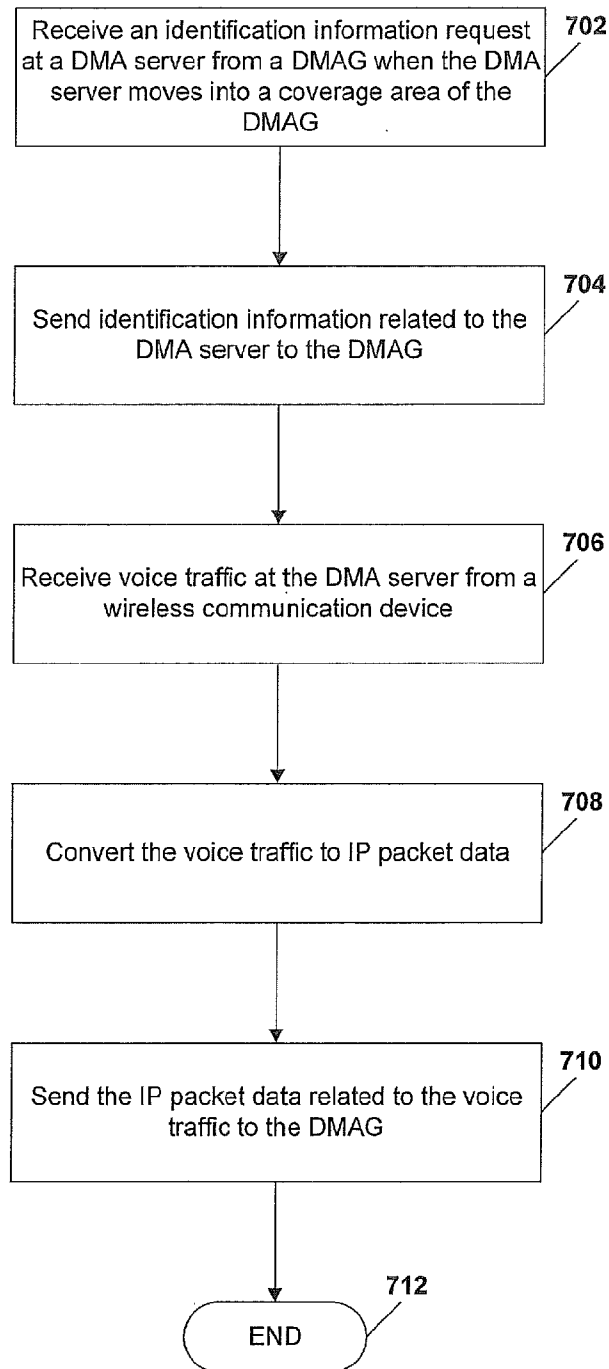 Receive an identification information request
at a DMA server from a DMAG when the DMA
server moves into a coverage area of the
DMAG
702
Send identification information related to the
DMA server to the DMAG
704
Receive voice traffic at the DMA server from a
wireless communication device
706
Convert the voice traffic to IP packet data
708
Send the IP packet data related to the voice
traffic to the DMAG
710
END
712